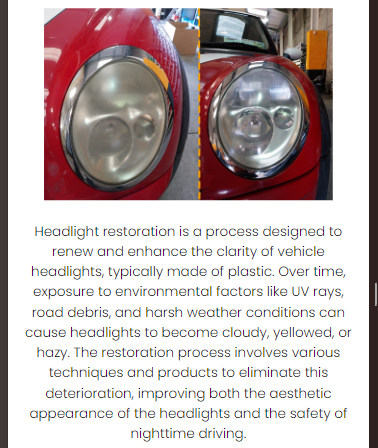 Headlight restoration is a process designed to
renew and enhance the clarity of vehicle
headlights, typically made of plastic. Over time,
exposure to environmental factors like UV rays,
road debris, and harsh weather conditions can
cause headlights to become cloudy, yellowed, or
hazy. The restoration process involves various
techniques and products to eliminate this
deterioration, improving both the aesthetic
appearance of the headlights and the safety of
nighttime driving.